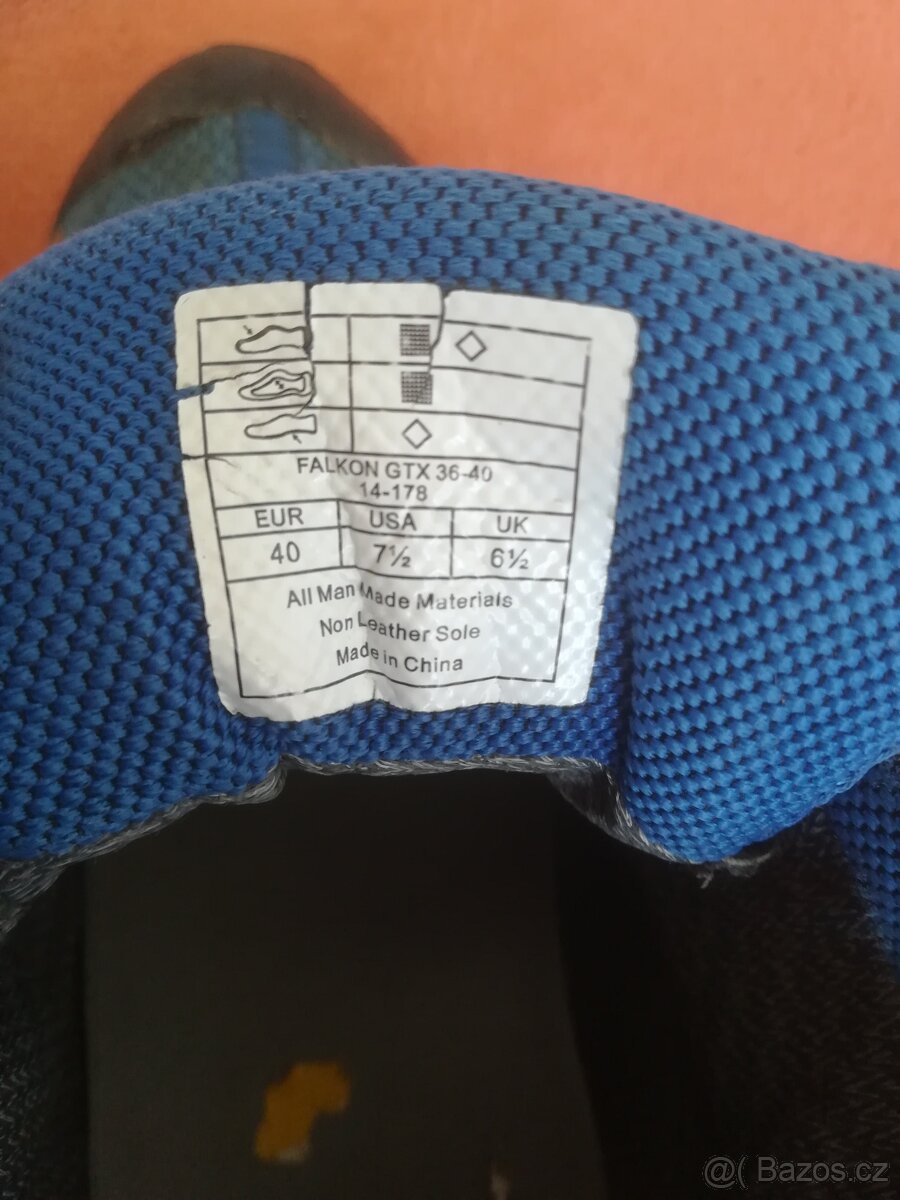 FALKON GTX 36-40
14-178
EUR USA UK
40 7½ 6½
All Man Made Materials
Non Leather Sole
Made in China
@( Bazos.cz